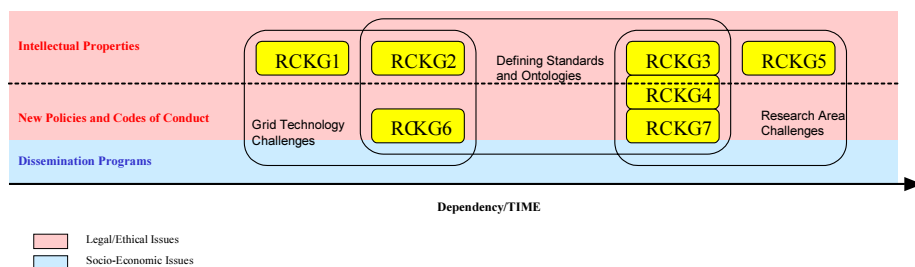 Intellectual Properties
RCKG1
RCKG2
Defining Standards
and Ontologies
RCKG3
RCKG5
RCKG4
New Policies and Codes of Conduct
Grid Technology
Challenges
RCKG6
RCKG7
Research Area
Challenges
Dissemination Programs
Dependency/TIME
Legal/Ethical Issues
Socio-Economic Issues